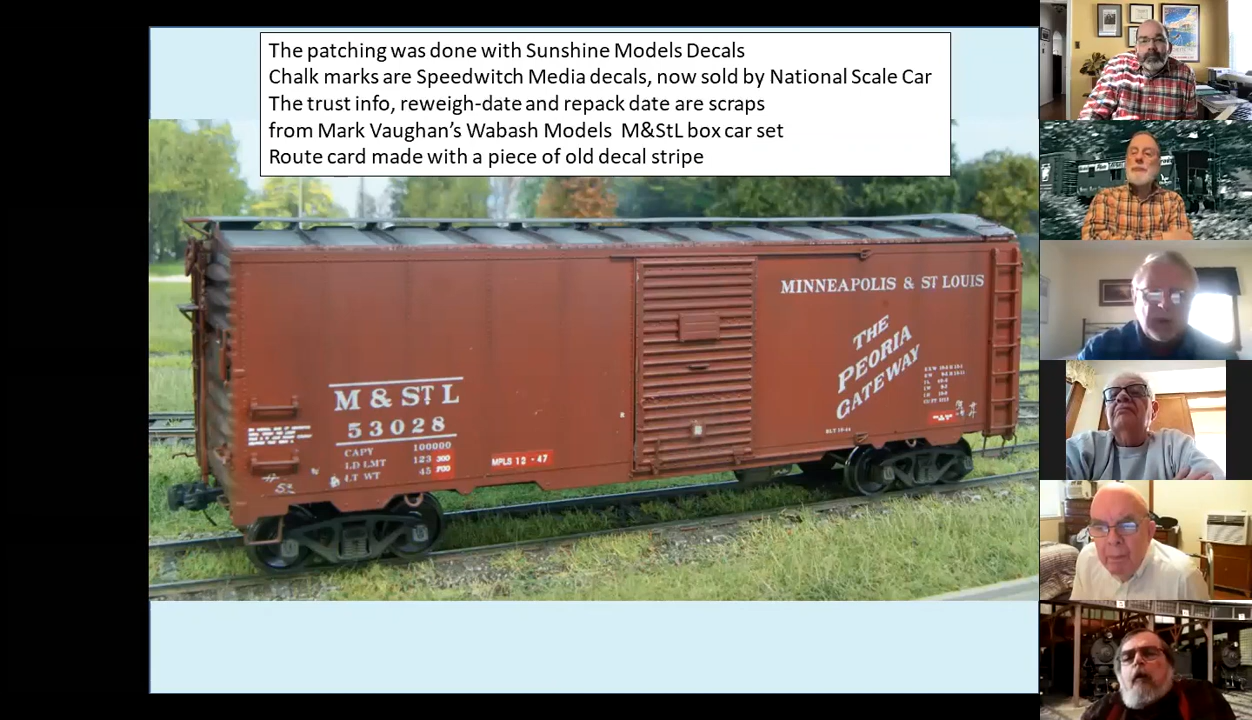 The patching was done with Sunshine Models Decals
Chalk marks are Speedwitch Media decals, now sold by National Scale Car
The trust info, reweigh-date and repack date are scraps
from Mark Vaughan's Wabash Models  M&StL box car set
Route card made with a piece of old decal stripe
MINNEAPOLIS & ST LOUIS
THE
PEORIA
GATEWAY
M & ST L
53028
CAPY 100000
LD LMT 123 300
LT WT 45
MPLS 12 - 47